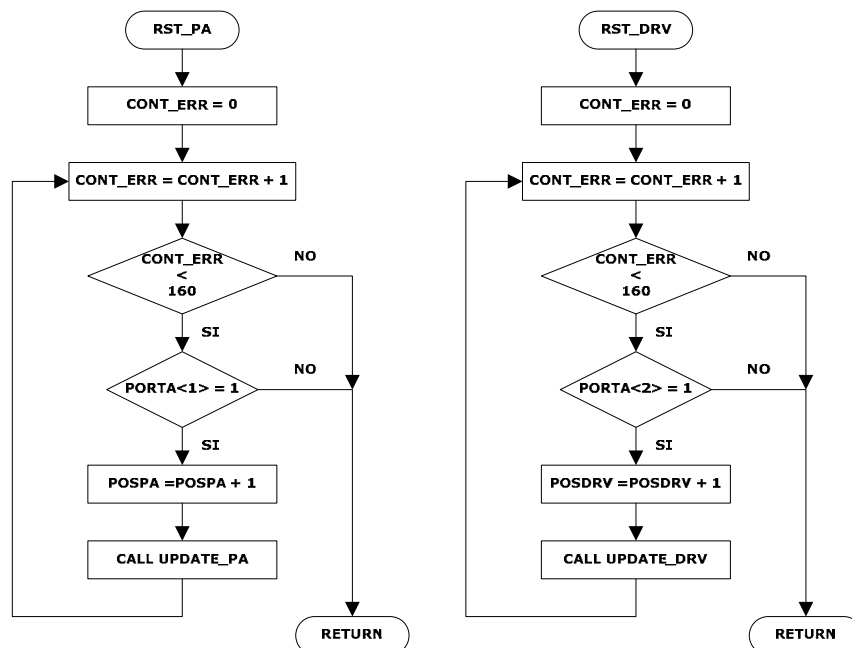 RST_PA
CONT_ERR = 0
CONT_ERR = CONT_ERR + 1
CONT_ERR
<
160
NO
SI
PORTA<1> = 1
NO
SI
POSPA =POSPA + 1
CALL UPDATE_PA
RETURN
RST_DRV
CONT_ERR = 0
CONT_ERR = CONT_ERR + 1
CONT_ERR
<
160
NO
SI
PORTA<2> = 1
NO
SI
POSDRV =POSDRV + 1
CALL UPDATE_DRV
RETURN